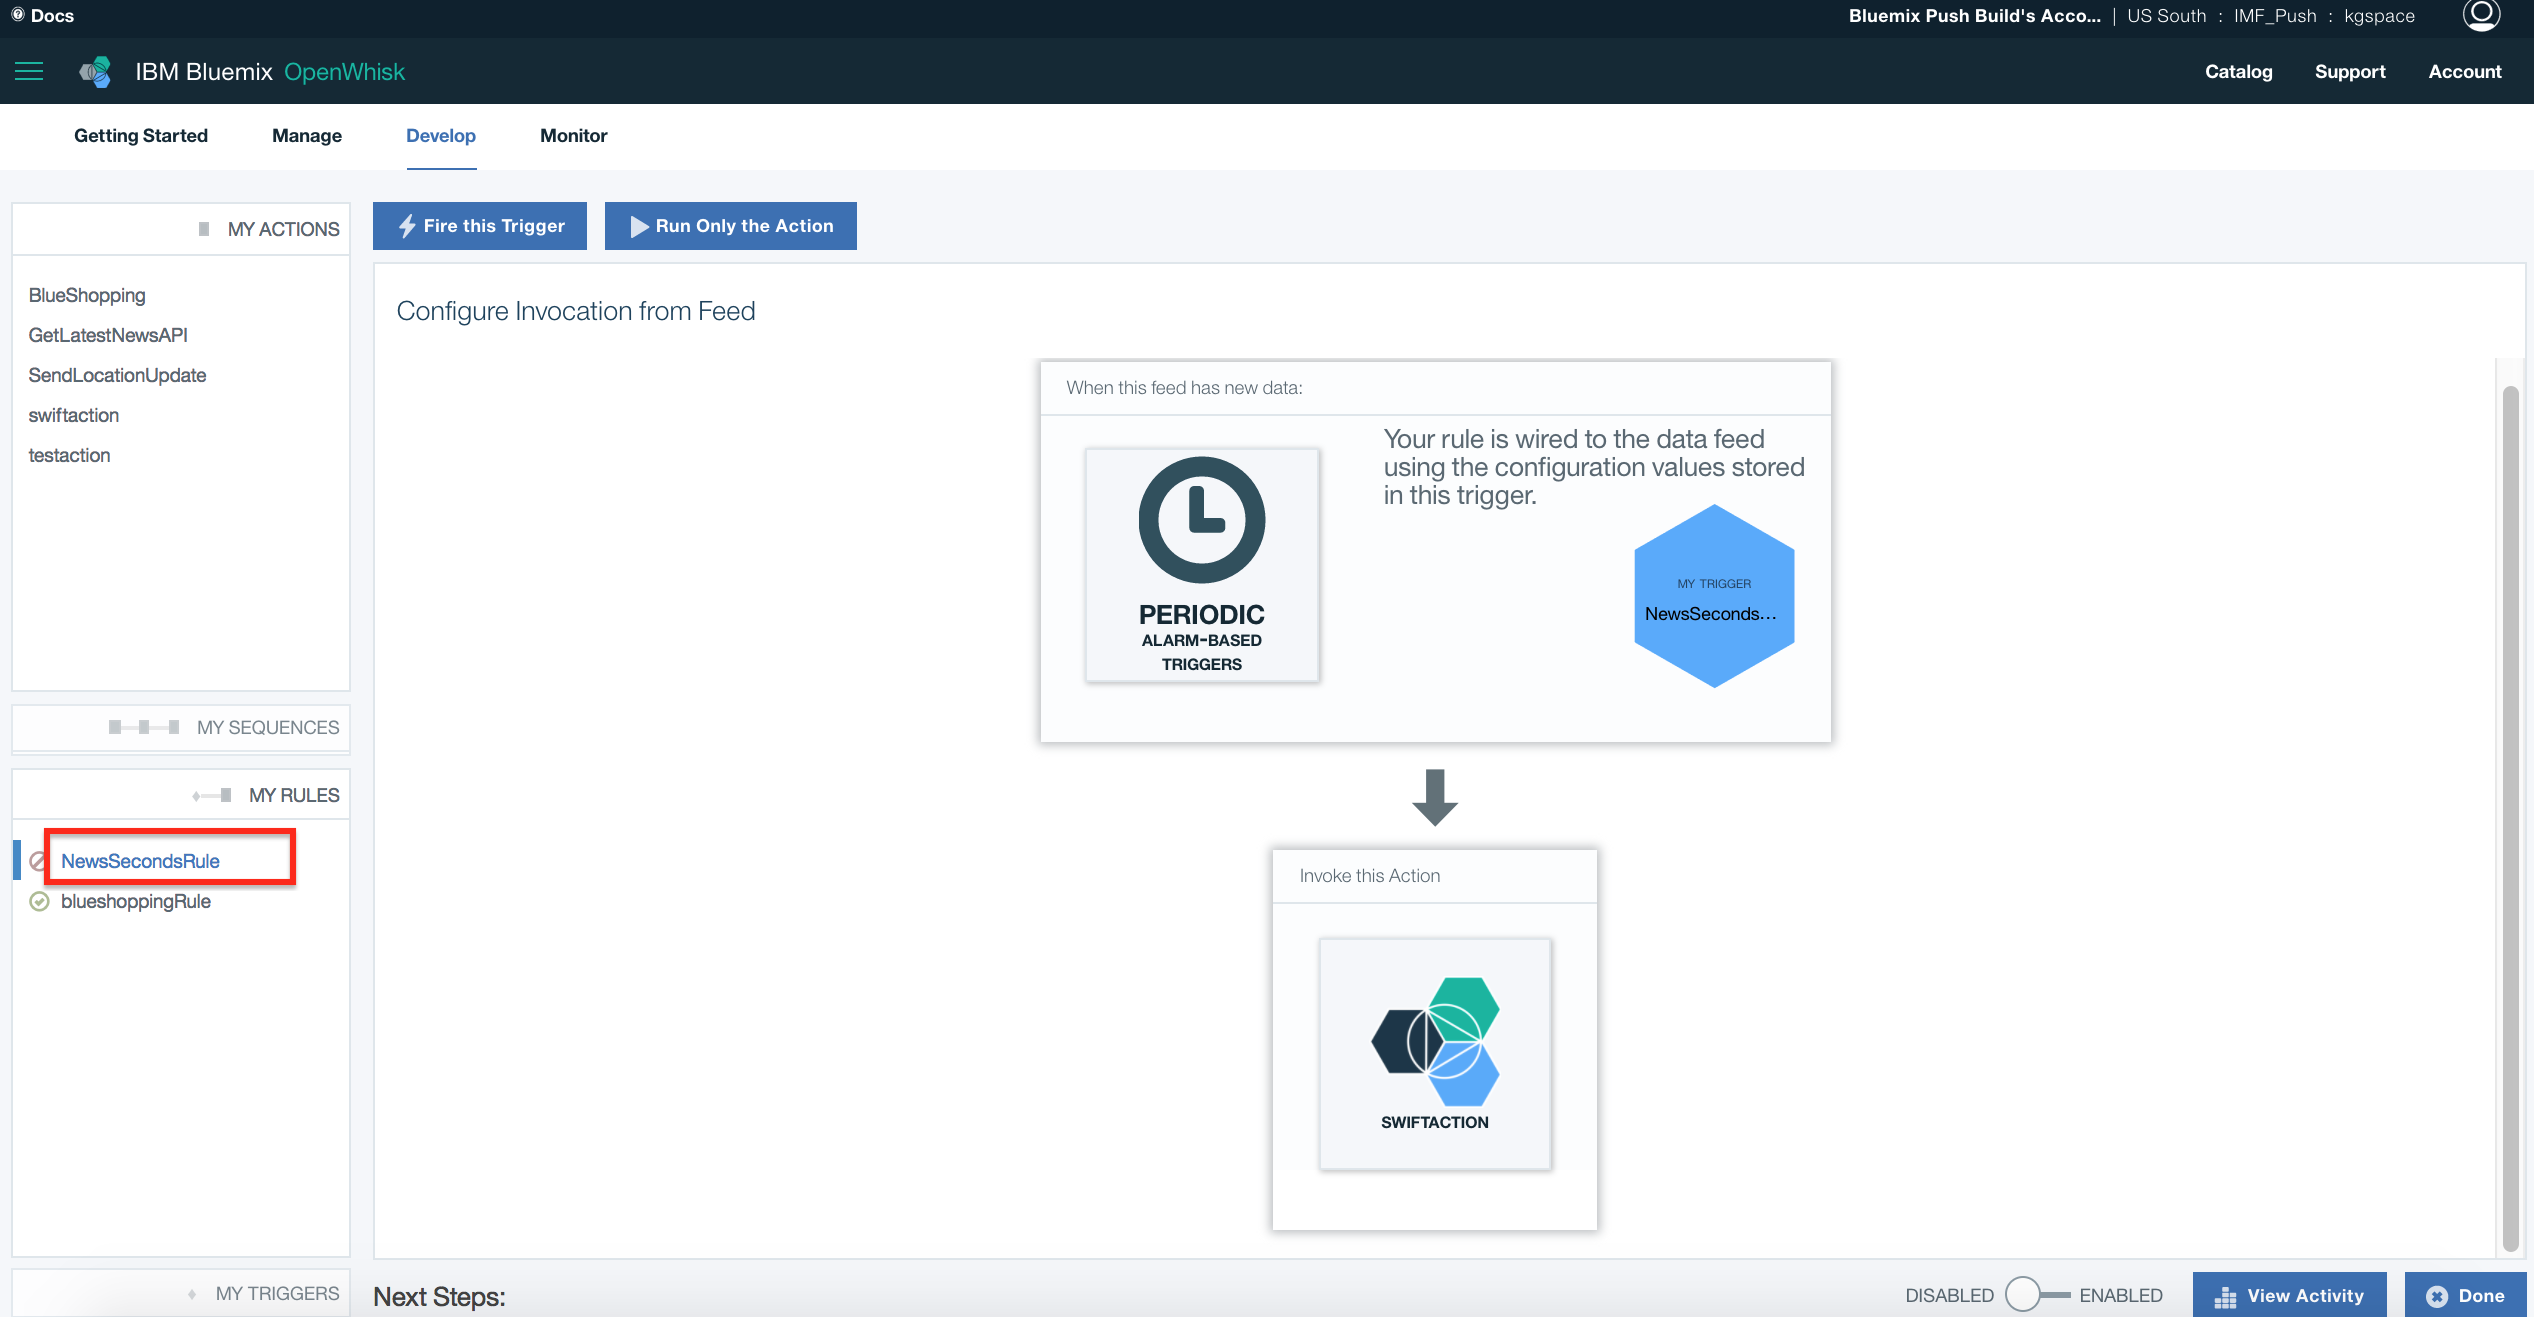 Docs
Bluemix Push Build's Acco... | US South : IMF_Push : kgspace
IBM Bluemix OpenWhisk
Catalog Support Account
Getting Started Manage Develop Monitor
MY ACTIONS
BlueShopping
GetLatestNewsAPI
SendLocationUpdate
swiftaction
testaction
MY SEQUENCES
MY RULES
NewsSecondsRule
blueshoppingRule
MY TRIGGERS
Fire this Trigger Run Only the Action
Configure Invocation from Feed
When this feed has new data:
PERIODIC
ALARM-BASED
TRIGGERS
Your rule is wired to the data feed
using the configuration values stored
in this trigger.
MY TRIGGER
NewsSeconds...
Invoke this Action
SWIFTACTION
Next Steps:
DISABLED ENABLED View Activity Done